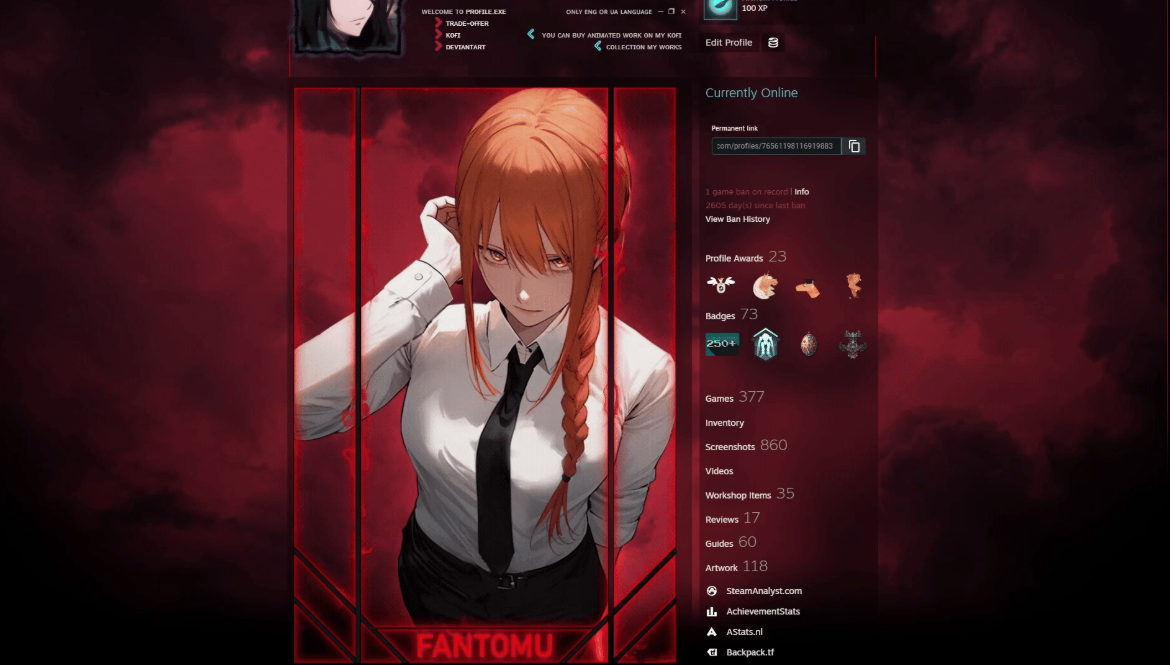 WELCOME TO PROFILE.EXE
ONLY ENG OR UA LANGUAGE
TRADE-OFFER
KOFI
YOU CAN BUY ANIMATED WORK ON MY KOFI
DEVIANTART
COLLECTION MY WORKS
FANTOMU
100 XP
Edit Profile
Currently Online
Permanent link
com/profiles/76561198116919883
1 game ban on record | Info
2605 day(s) since last ban
View Ban History
Profile Awards 23
Badges 73
250+
Games 377
Inventory
Screenshots 860
Videos
Workshop Items 35
Reviews 17
Guides 60
Artwork 118
SteamAnalyst.com
AchievementStats
AStats.nl
Backpack.tf